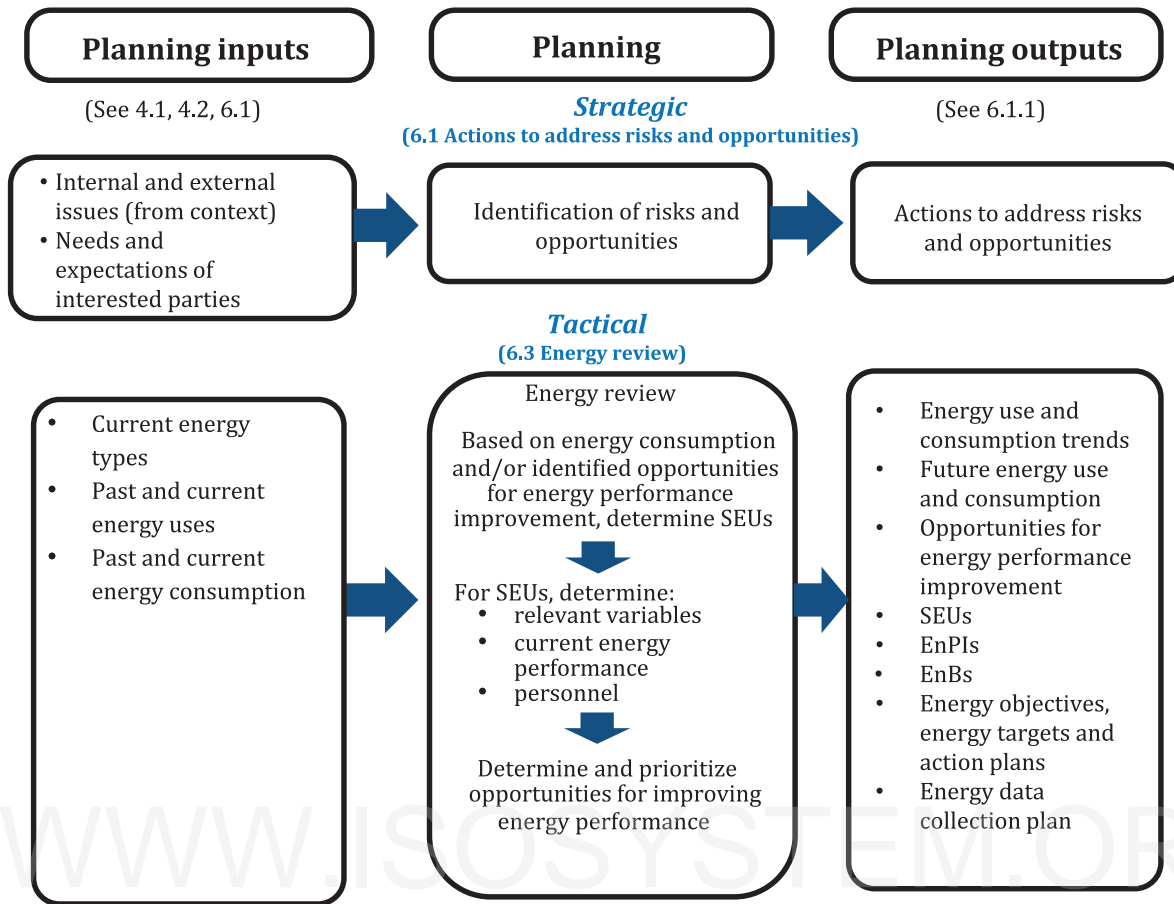 Planning inputs
Planning
Planning outputs
(See 4.1, 4.2, 6.1)
Strategic
(6.1 Actions to address risks and opportunities)
(See 6.1.1)
• Internal and external
issues (from context)
• Needs and
expectations of
interested parties
Identification of risks and
opportunities
Actions to address risks
and opportunities
Tactical
(6.3 Energy review)
• Current energy
types
• Past and current
energy uses
• Past and current
energy consumption
Energy review
Based on energy consumption
and/or identified opportunities
for energy performance
improvement, determine SEUs
For SEUs, determine:
• relevant variables
• current energy
performance
• personnel
Determine and prioritize
opportunities for improving
energy performance
• Energy use and
consumption trends
• Future energy use
and consumption
• Opportunities for
energy performance
improvement
• SEUs
• EnPIs
• EnBs
• Energy objectives,
energy targets and
action plans
• Energy data
collection plan
WWW.ISOSYSTEM.OR